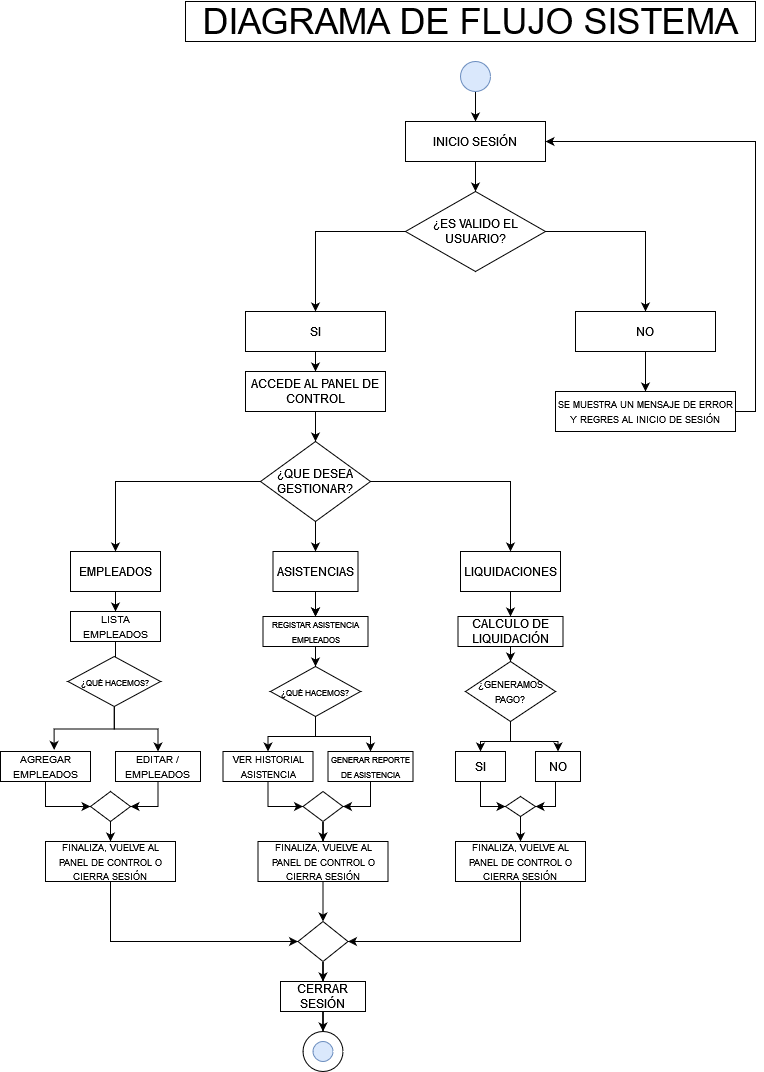 DIAGRAMA DE FLUJO SISTEMA
INICIO SESIÓN
¿ES VALIDO EL
USUARIO?
SI
NO
ACCEDE AL PANEL DE
CONTROL
SE MUESTRA UN MENSAJE DE ERROR
Y REGRES AL INICIO DE SESIÓN
¿QUE DESEA
GESTIONAR?
EMPLEADOS
ASISTENCIAS
LIQUIDACIONES
LISTA
EMPLEADOS
REGISTAR ASISTENCIA
EMPLEADOS
CALCULO DE
LIQUIDACIÓN
¿QUÉ HACEMOS?
¿QUÉ HACEMOS?
¿GENERAMOS
PAGO?
AGREGAR
EMPLEADOS
EDITAR /
EMPLEADOS
VER HISTORIAL
ASISTENCIA
GENERAR REPORTE
DE ASISTENCIA
SI
NO
FINALIZA, VUELVE AL
PANEL DE CONTROL O
CIERRA SESIÓN
FINALIZA, VUELVE AL
PANEL DE CONTROL O
CIERRA SESIÓN
FINALIZA, VUELVE AL
PANEL DE CONTROL O
CIERRA SESIÓN
CERRAR
SESIÓN